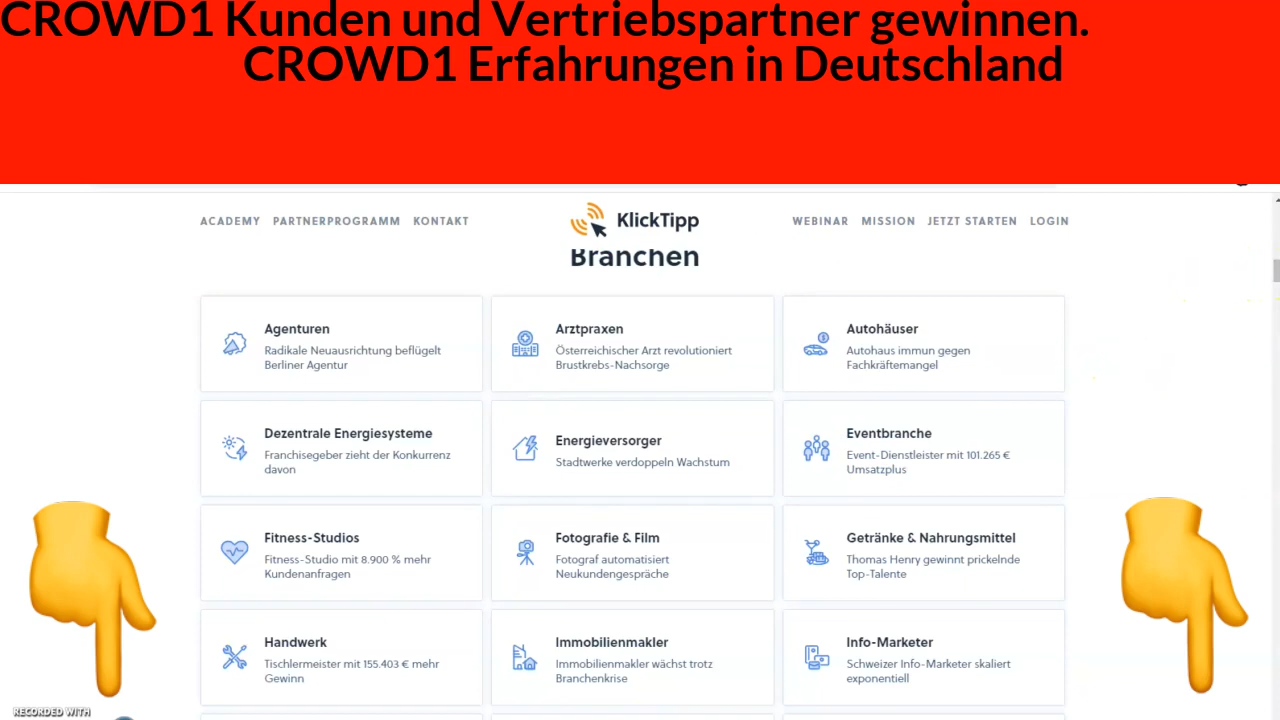 CROWD1 Kunden und Vertriebspartner gewinnen.
CROWD1 Erfahrungen in Deutschland
ACADEMY PARTNERPROGRAMM KONTAKT KlickTipp WEBINAR MISSION JETZT STARTEN LOGIN
Branchen
Agenturen
Radikale Neuausrichtung beflügelt
Berliner Agentur
Arztpraxen
Österreichischer Arzt revolutioniert
Brustkrebs-Nachsorge
Autohäuser
Autohaus immun gegen
Fachkräftemangel
Dezentrale Energiesysteme
Franchisegeber zieht der Konkurrenz
davon
Energieversorger
Stadtwerke verdoppeln Wachstum
Eventbranche
Event-Dienstleister mit 101.265 €
Umsatzplus
Fitness-Studios
Fitness-Studio mit 8.900 % mehr
Kundenanfragen
Fotografie & Film
Fotograf automatisiert
Neukundengespräche
Getränke & Nahrungsmittel
Thomas Henry gewinnt prickelnde
Top-Talente
Handwerk
Tischlermeister mit 155.403 € mehr
Gewinn
Immobilienmakler
Immobilienmakler wächst trotz
Branchenkrise
Info-Marketer
Schweizer Info-Marketer skaliert
exponentiell
RECORDED WITH